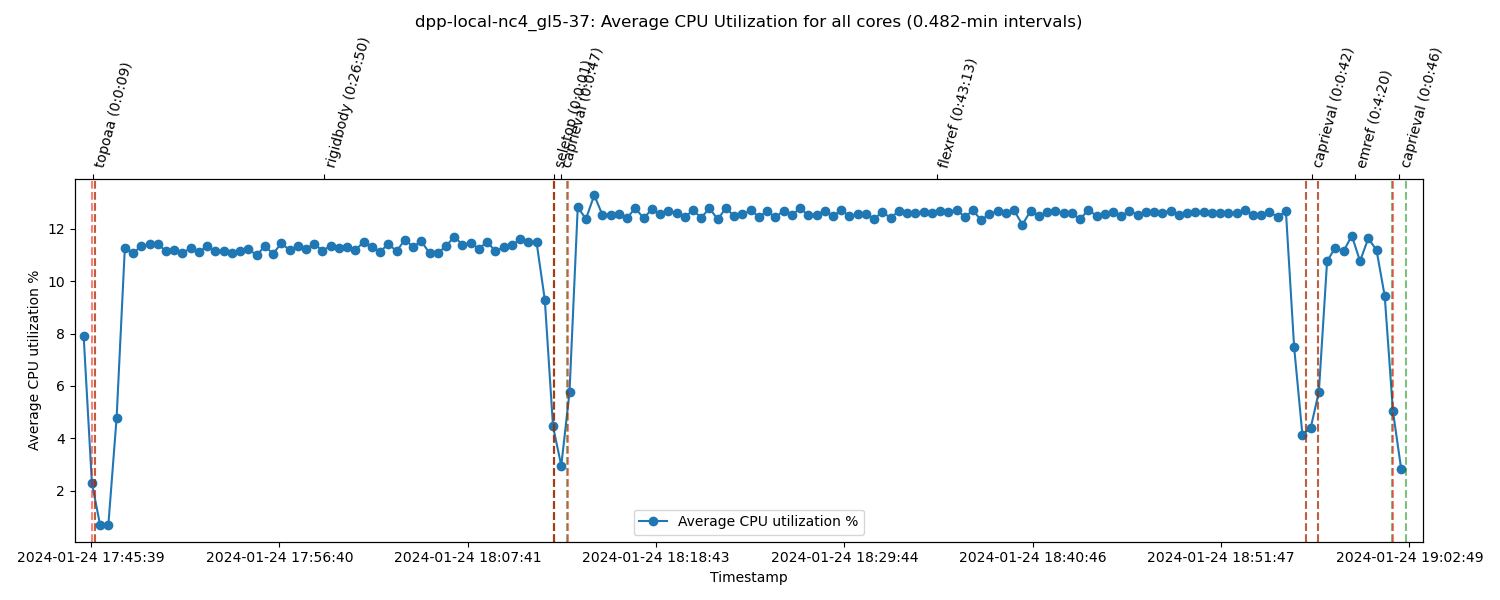 dpp-local-nc4_gl5-37: Average CPU Utilization for all cores (0.482-min intervals)
topoaa (0:0:09)
rigidbody (0:26:50)
seletop (0:0:01)
caprieval (0:0:47)
flexref (0:43:13)
caprieval (0:0:42)
emref (0:4:20)
caprieval (0:0:46)
Average CPU utilization %
12
10
8
6
4
2
Average CPU utilization %
2024-01-24 17:45:39
2024-01-24 17:56:40
2024-01-24 18:07:41
2024-01-24 18:18:43
2024-01-24 18:29:44
2024-01-24 18:40:46
2024-01-24 18:51:47
2024-01-24 19:02:49
Timestamp